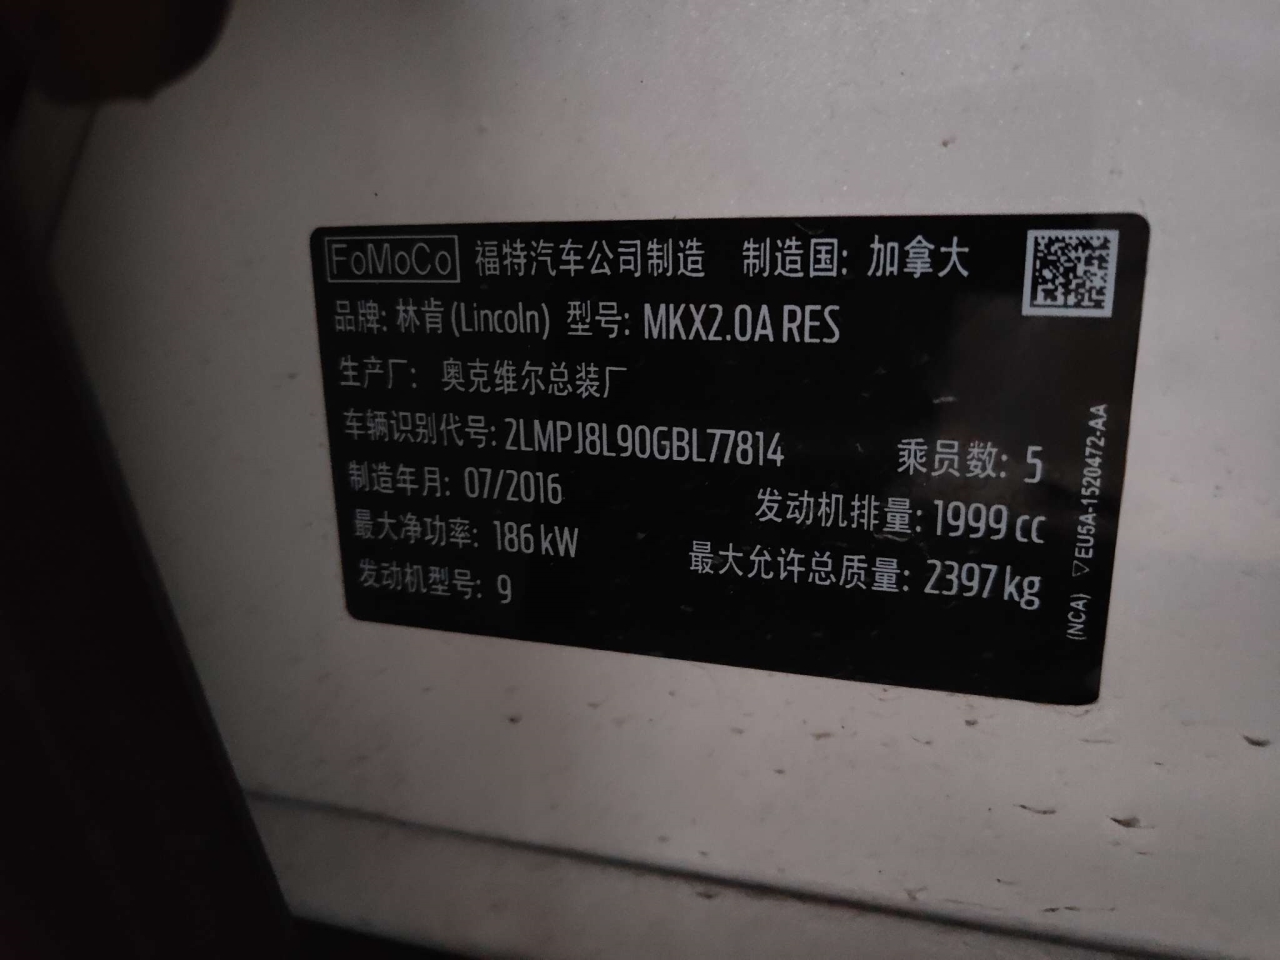 FoMoCo 福特汽车公司制造 制造国: 加拿大
品牌: 林肯 (Lincoln) 型号: MKX2.0A RES
生产厂: 奥克维尔总装厂
车辆识别代号: 2LMPJ8L90GBL77814 乘员数: 5
制造年月: 07/2016 发动机排量: 1999 cc
最大净功率: 186 kW 最大允许总质量: 2397 kg
发动机型号: 9
(NCA) ▽EU5A-1520472-AA